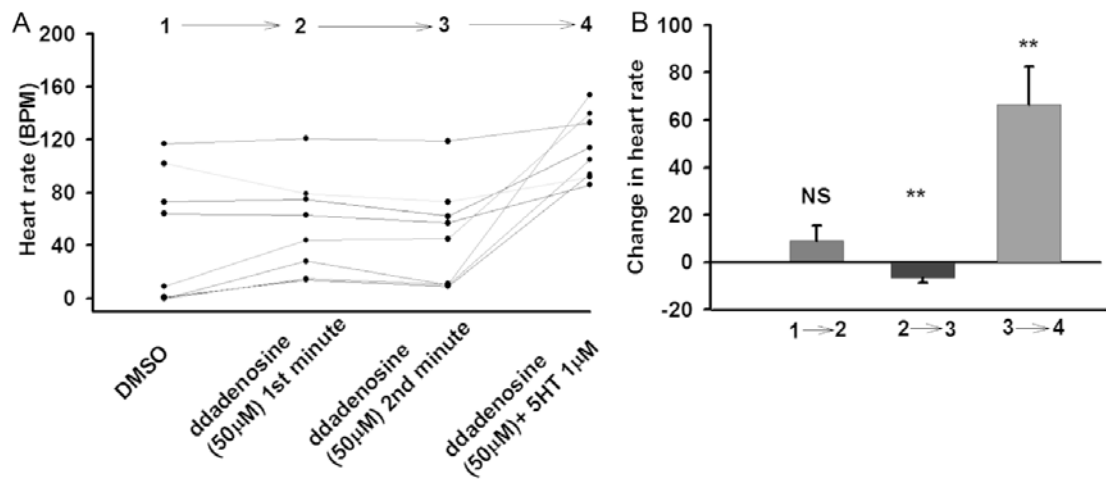 A
1 2 3 4
Heart rate (BPM)
200
160
120
80
40
0
DMSO
ddadenosine
(50µM) 1st minute
ddadenosine
(50µM) 2nd minute
ddadenosine
(50µM)+ 5HT 1µM
B
Change in heart rate
100
80
60
40
20
0
-20
NS
**
**
1→2 2→3 3→4